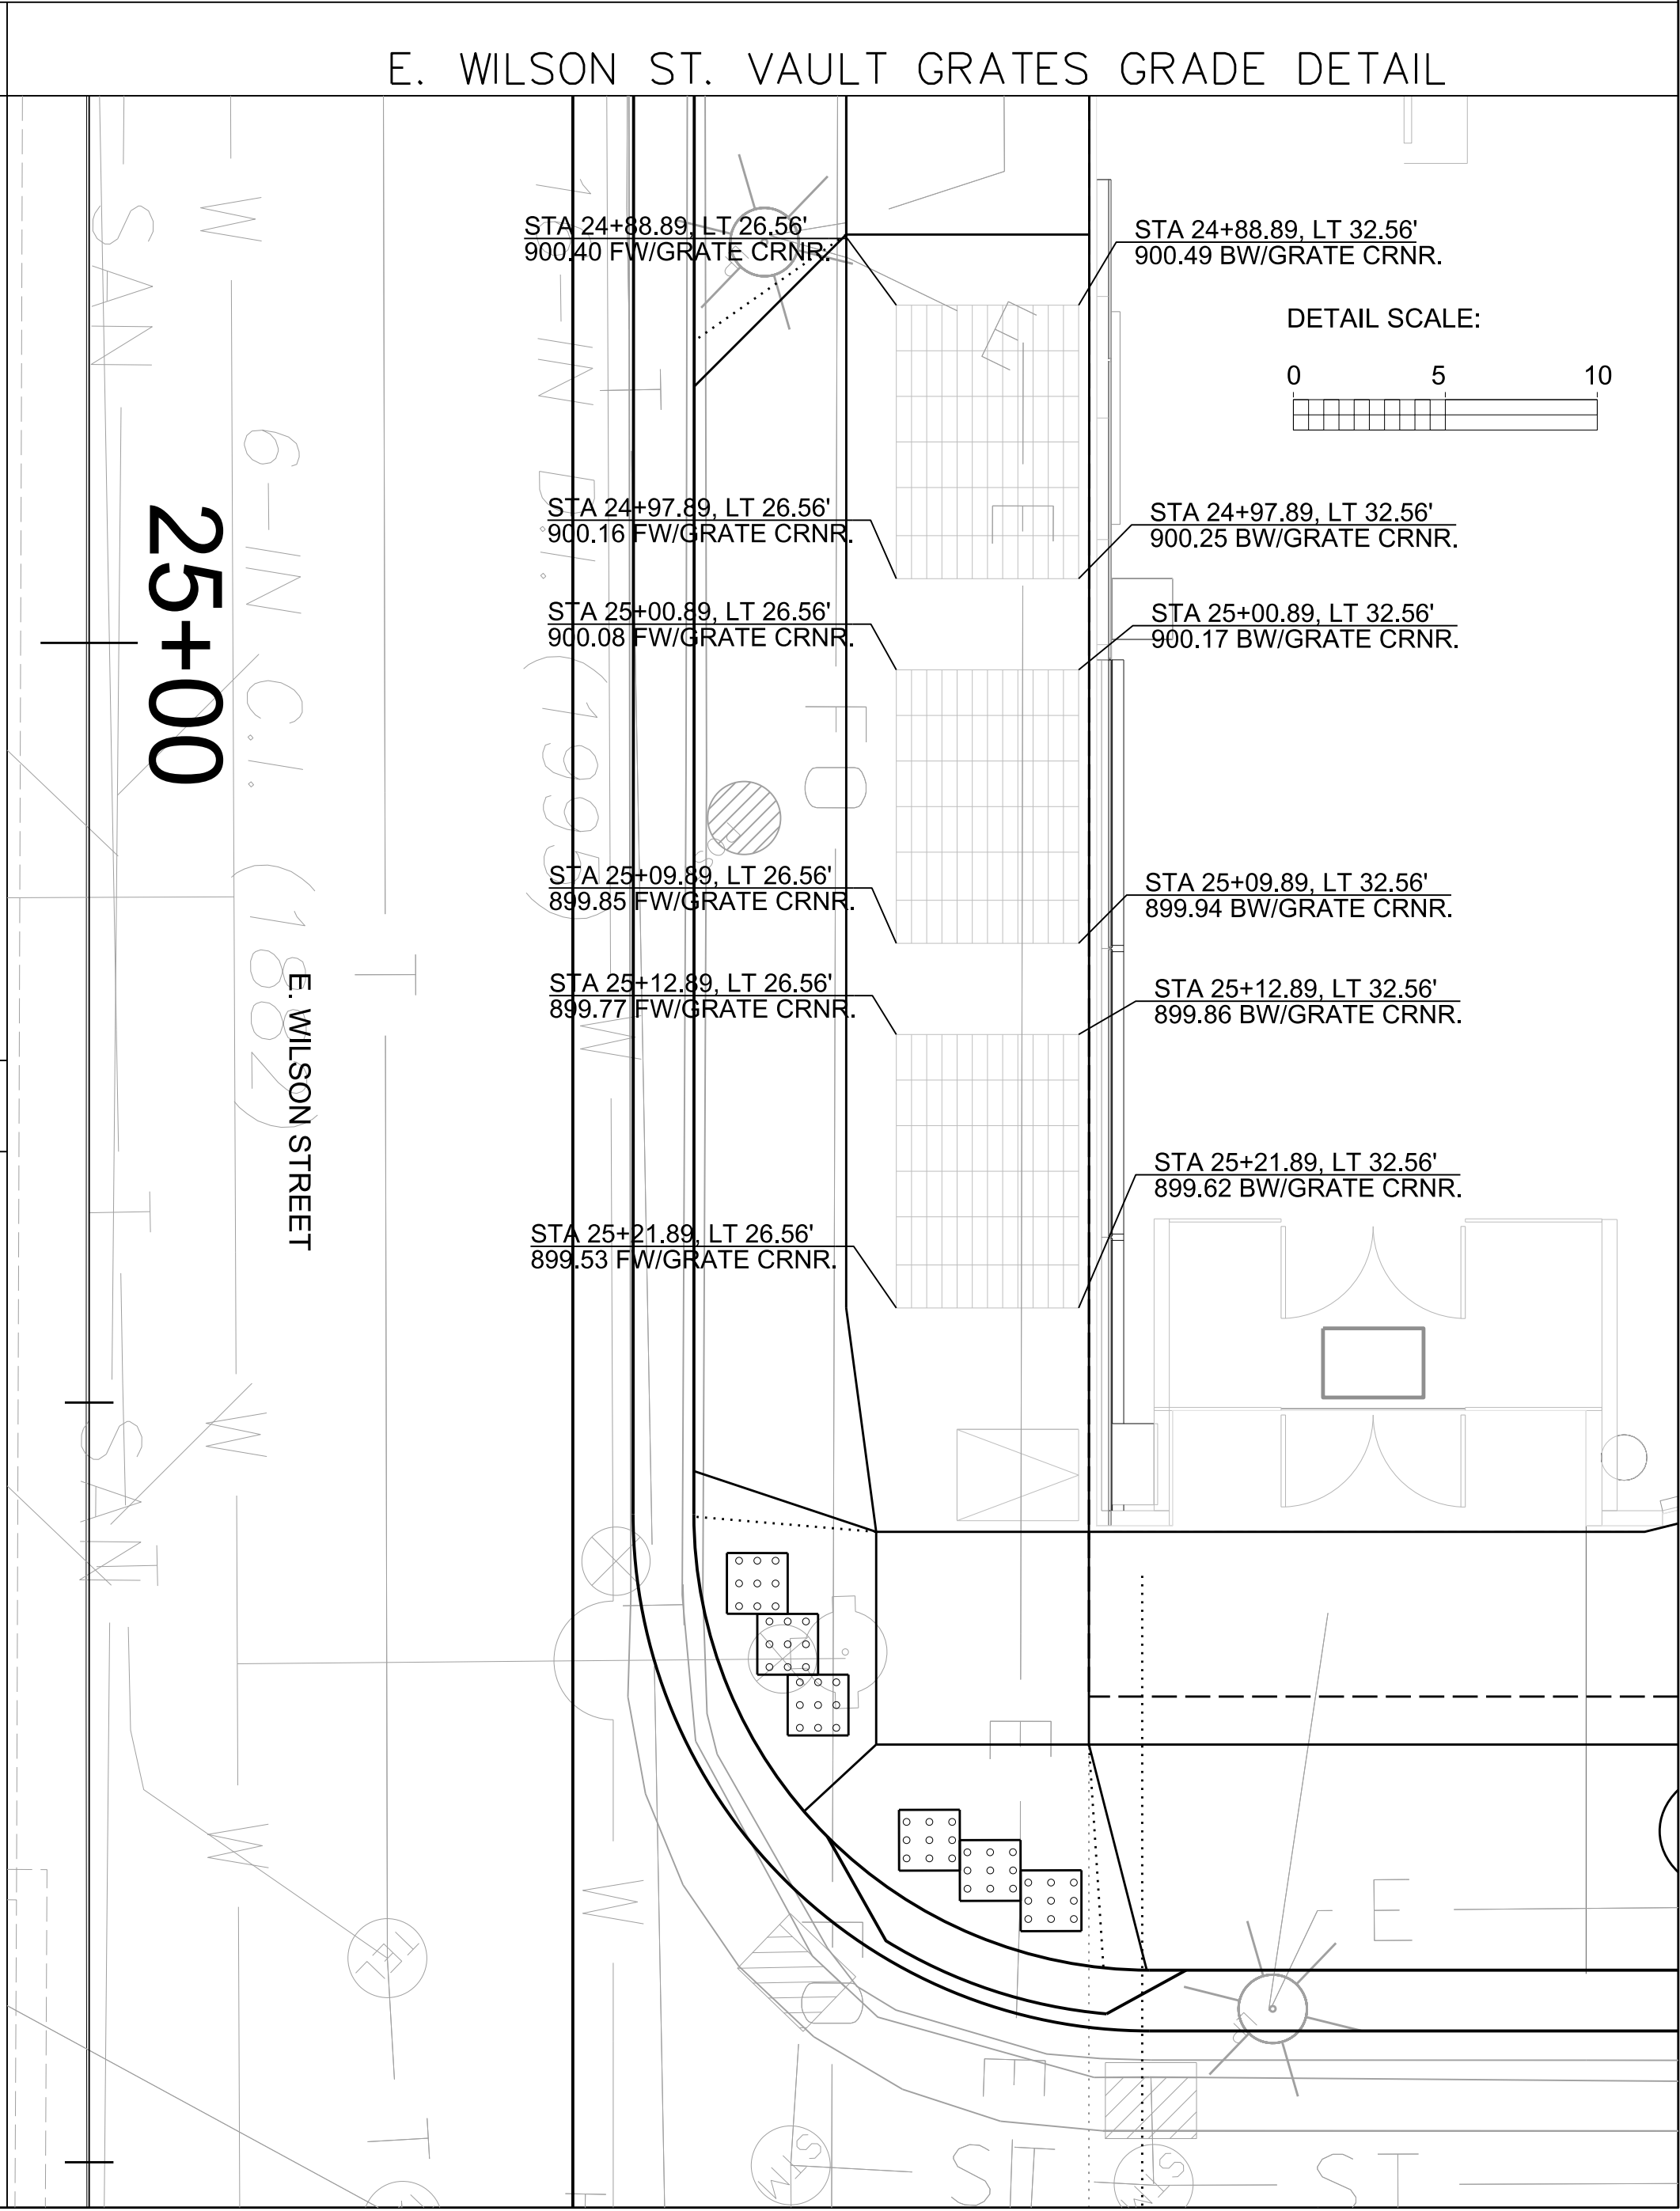 E. WILSON ST. VAULT GRATES GRADE DETAIL
STA 24+88.89, LT 26.56'
900.40 FW/GRATE CRNR.
STA 24+88.89, LT 32.56'
900.49 BW/GRATE CRNR.
DETAIL SCALE:
0 5 10
STA 24+97.89, LT 26.56'
900.16 FW/GRATE CRNR.
STA 24+97.89, LT 32.56'
900.25 BW/GRATE CRNR.
STA 25+00.89, LT 26.56'
900.08 FW/GRATE CRNR.
STA 25+00.89, LT 32.56'
900.17 BW/GRATE CRNR.
25+00
STA 25+09.89, LT 26.56'
899.85 FW/GRATE CRNR.
STA 25+09.89, LT 32.56'
899.94 BW/GRATE CRNR.
STA 25+12.89, LT 26.56'
899.77 FW/GRATE CRNR.
STA 25+12.89, LT 32.56'
899.86 BW/GRATE CRNR.
STA 25+21.89, LT 32.56'
899.62 BW/GRATE CRNR.
STA 25+21.89, LT 26.56'
899.53 FW/GRATE CRNR.
E. WILSON STREET
6-IN C.I. (1882)
(1995)
SAN
SAN
W
W
W
W
W
T
T
T
T
E
E
E
E
E
H
ST
ST